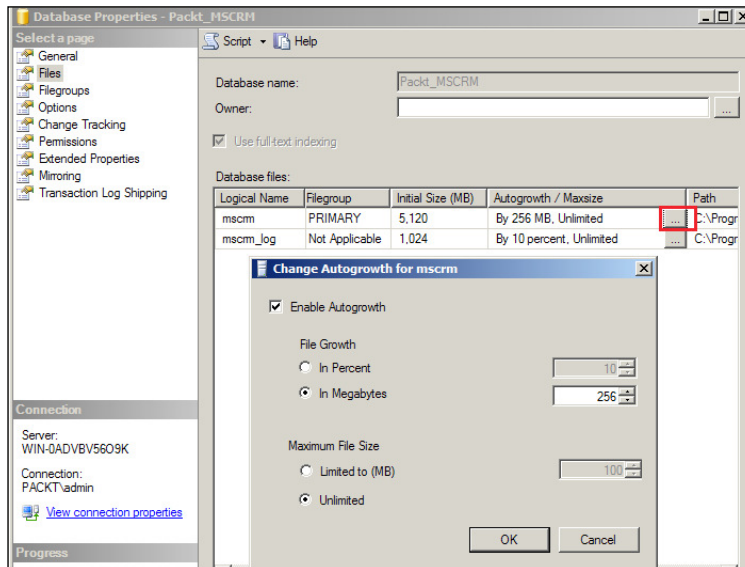 Database Properties - Packt_MSCRM
Select a page
General
Files
Filegroups
Options
Change Tracking
Permissions
Extended Properties
Mirroring
Transaction Log Shipping
Script
Help
Database name:
Packt_MSCRM
Owner:
...
Use full-text indexing
Database files:
Logical Name Filegroup Initial Size (MB) Autogrowth / Maxsize Path
mscrm PRIMARY 5,120 By 256 MB, Unlimited ... C:\Progr
mscrm_log Not Applicable 1,024 By 10 percent, Unlimited ... C:\Progr
Change Autogrowth for mscrm
Enable Autogrowth
File Growth
In Percent 10
In Megabytes 256
Maximum File Size
Limited to (MB) 100
Unlimited
OK Cancel
Connection
Server:
WIN-0ADVBV56O9K
Connection:
PACKT\admin
View connection properties
Progress